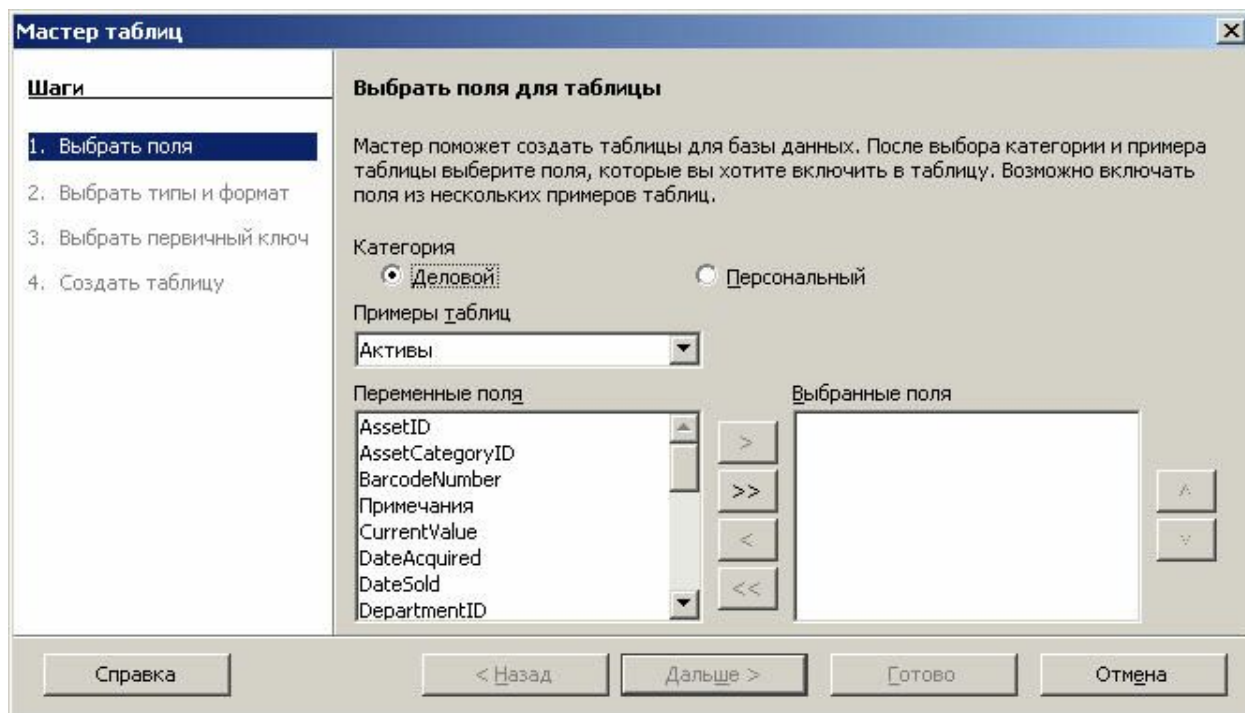 Мастер таблиц
Шаги
1. Выбрать поля
2. Выбрать типы и формат
3. Выбрать первичный ключ
4. Создать таблицу
Выбрать поля для таблицы
Мастер поможет создать таблицы для базы данных. После выбора категории и примера
таблицы выберите поля, которые вы хотите включить в таблицу. Возможно включать
поля из нескольких примеров таблиц.
Категория
Деловой Персональный
Примеры таблиц
Активы
Переменные поля
AssetID
AssetCategoryID
BarcodeNumber
Примечания
CurrentValue
DateAcquired
DateSold
DepartmentID
>
>>
<
<<
Выбранные поля
Справка < Назад Дальше > Готово Отмена